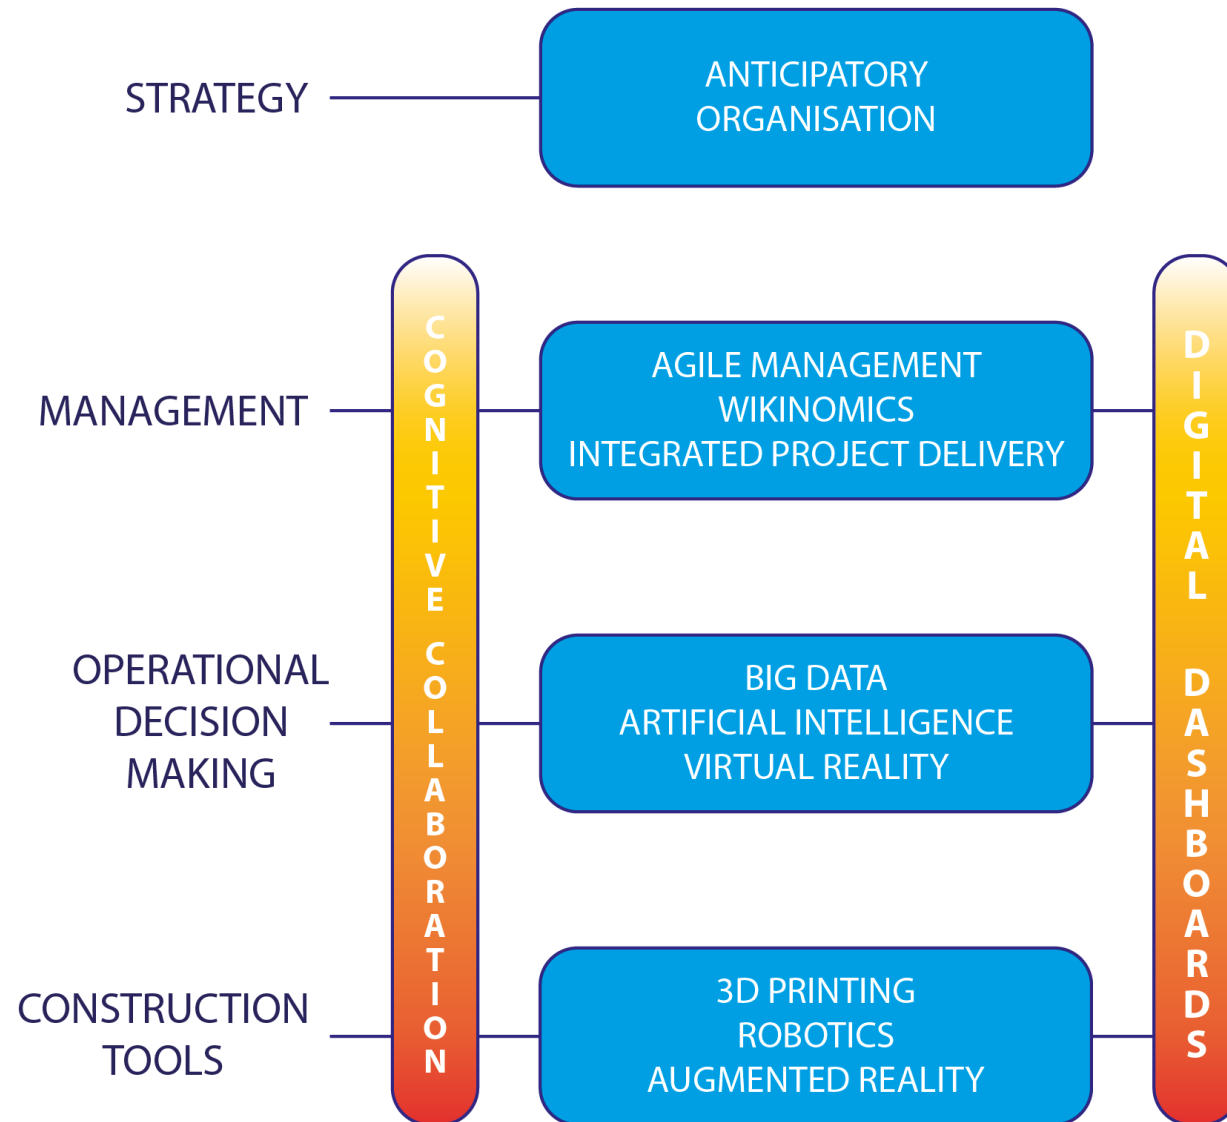 STRATEGY
ANTICIPATORY
ORGANISATION
MANAGEMENT
AGILE MANAGEMENT
WIKINOMICS
INTEGRATED PROJECT DELIVERY
OPERATIONAL
DECISION
MAKING
BIG DATA
ARTIFICIAL INTELLIGENCE
VIRTUAL REALITY
CONSTRUCTION
TOOLS
3D PRINTING
ROBOTICS
AUGMENTED REALITY
COGNITIVE COLLABORATION
DIGITAL DASHBOARDS